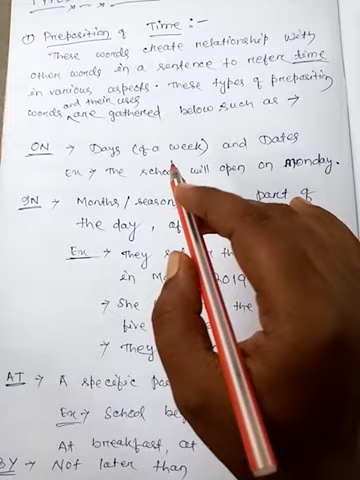 ① Preposition of Time :-
These words create relationship with
other words in a sentence to refer time
in various aspects. These types of preposition
words and their uses are gathered below such as →
ON → Days (of a week) and Dates
Ex → The school will open on Monday.
IN → Months / season part of
the day,
Ex → They
in 2019
→ She the
five
→ They
AT → A specific
Ex → School
At breakfast, at
BY → Not later than